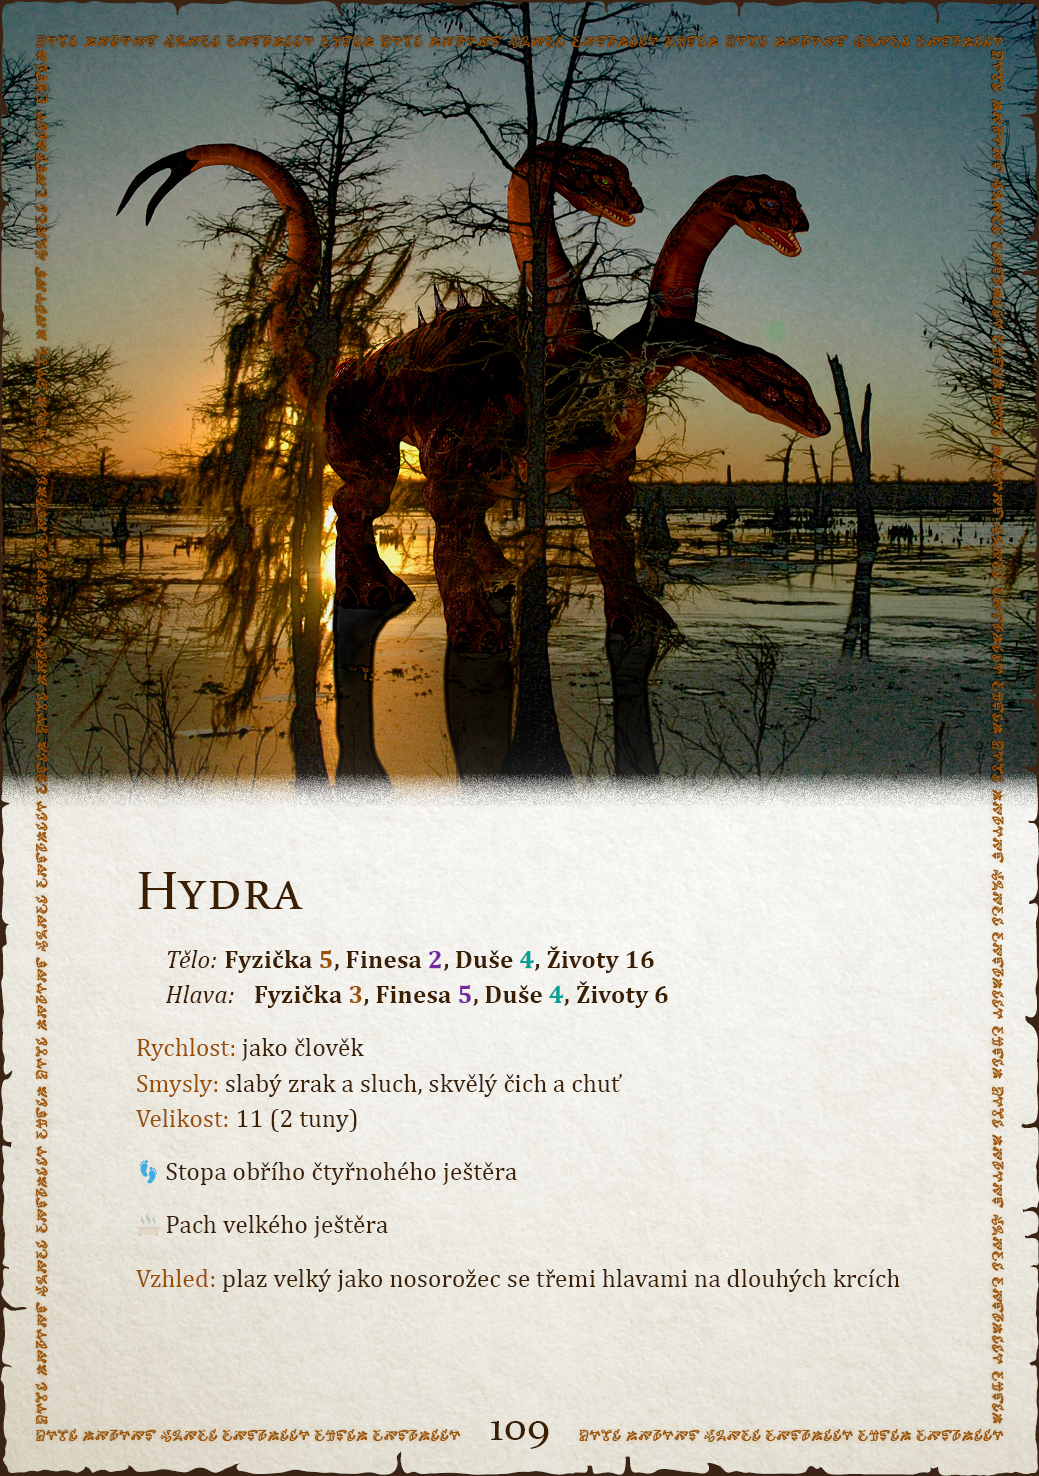 Hydra
Tělo: Fyzička 5, Finesa 2, Duše 4, Životy 16
Hlava: Fyzička 3, Finesa 5, Duše 4, Životy 6
Rychlost: jako člověk
Smysly: slabý zrak a sluch, skvělý čich a chuť
Velikost: 11 (2 tuny)
Stopa obřího čtyřnohého ještěra
Pach velkého ještěra
Vzhled: plaz velký jako nosorožec se třemi hlavami na dlouhých krcích
109